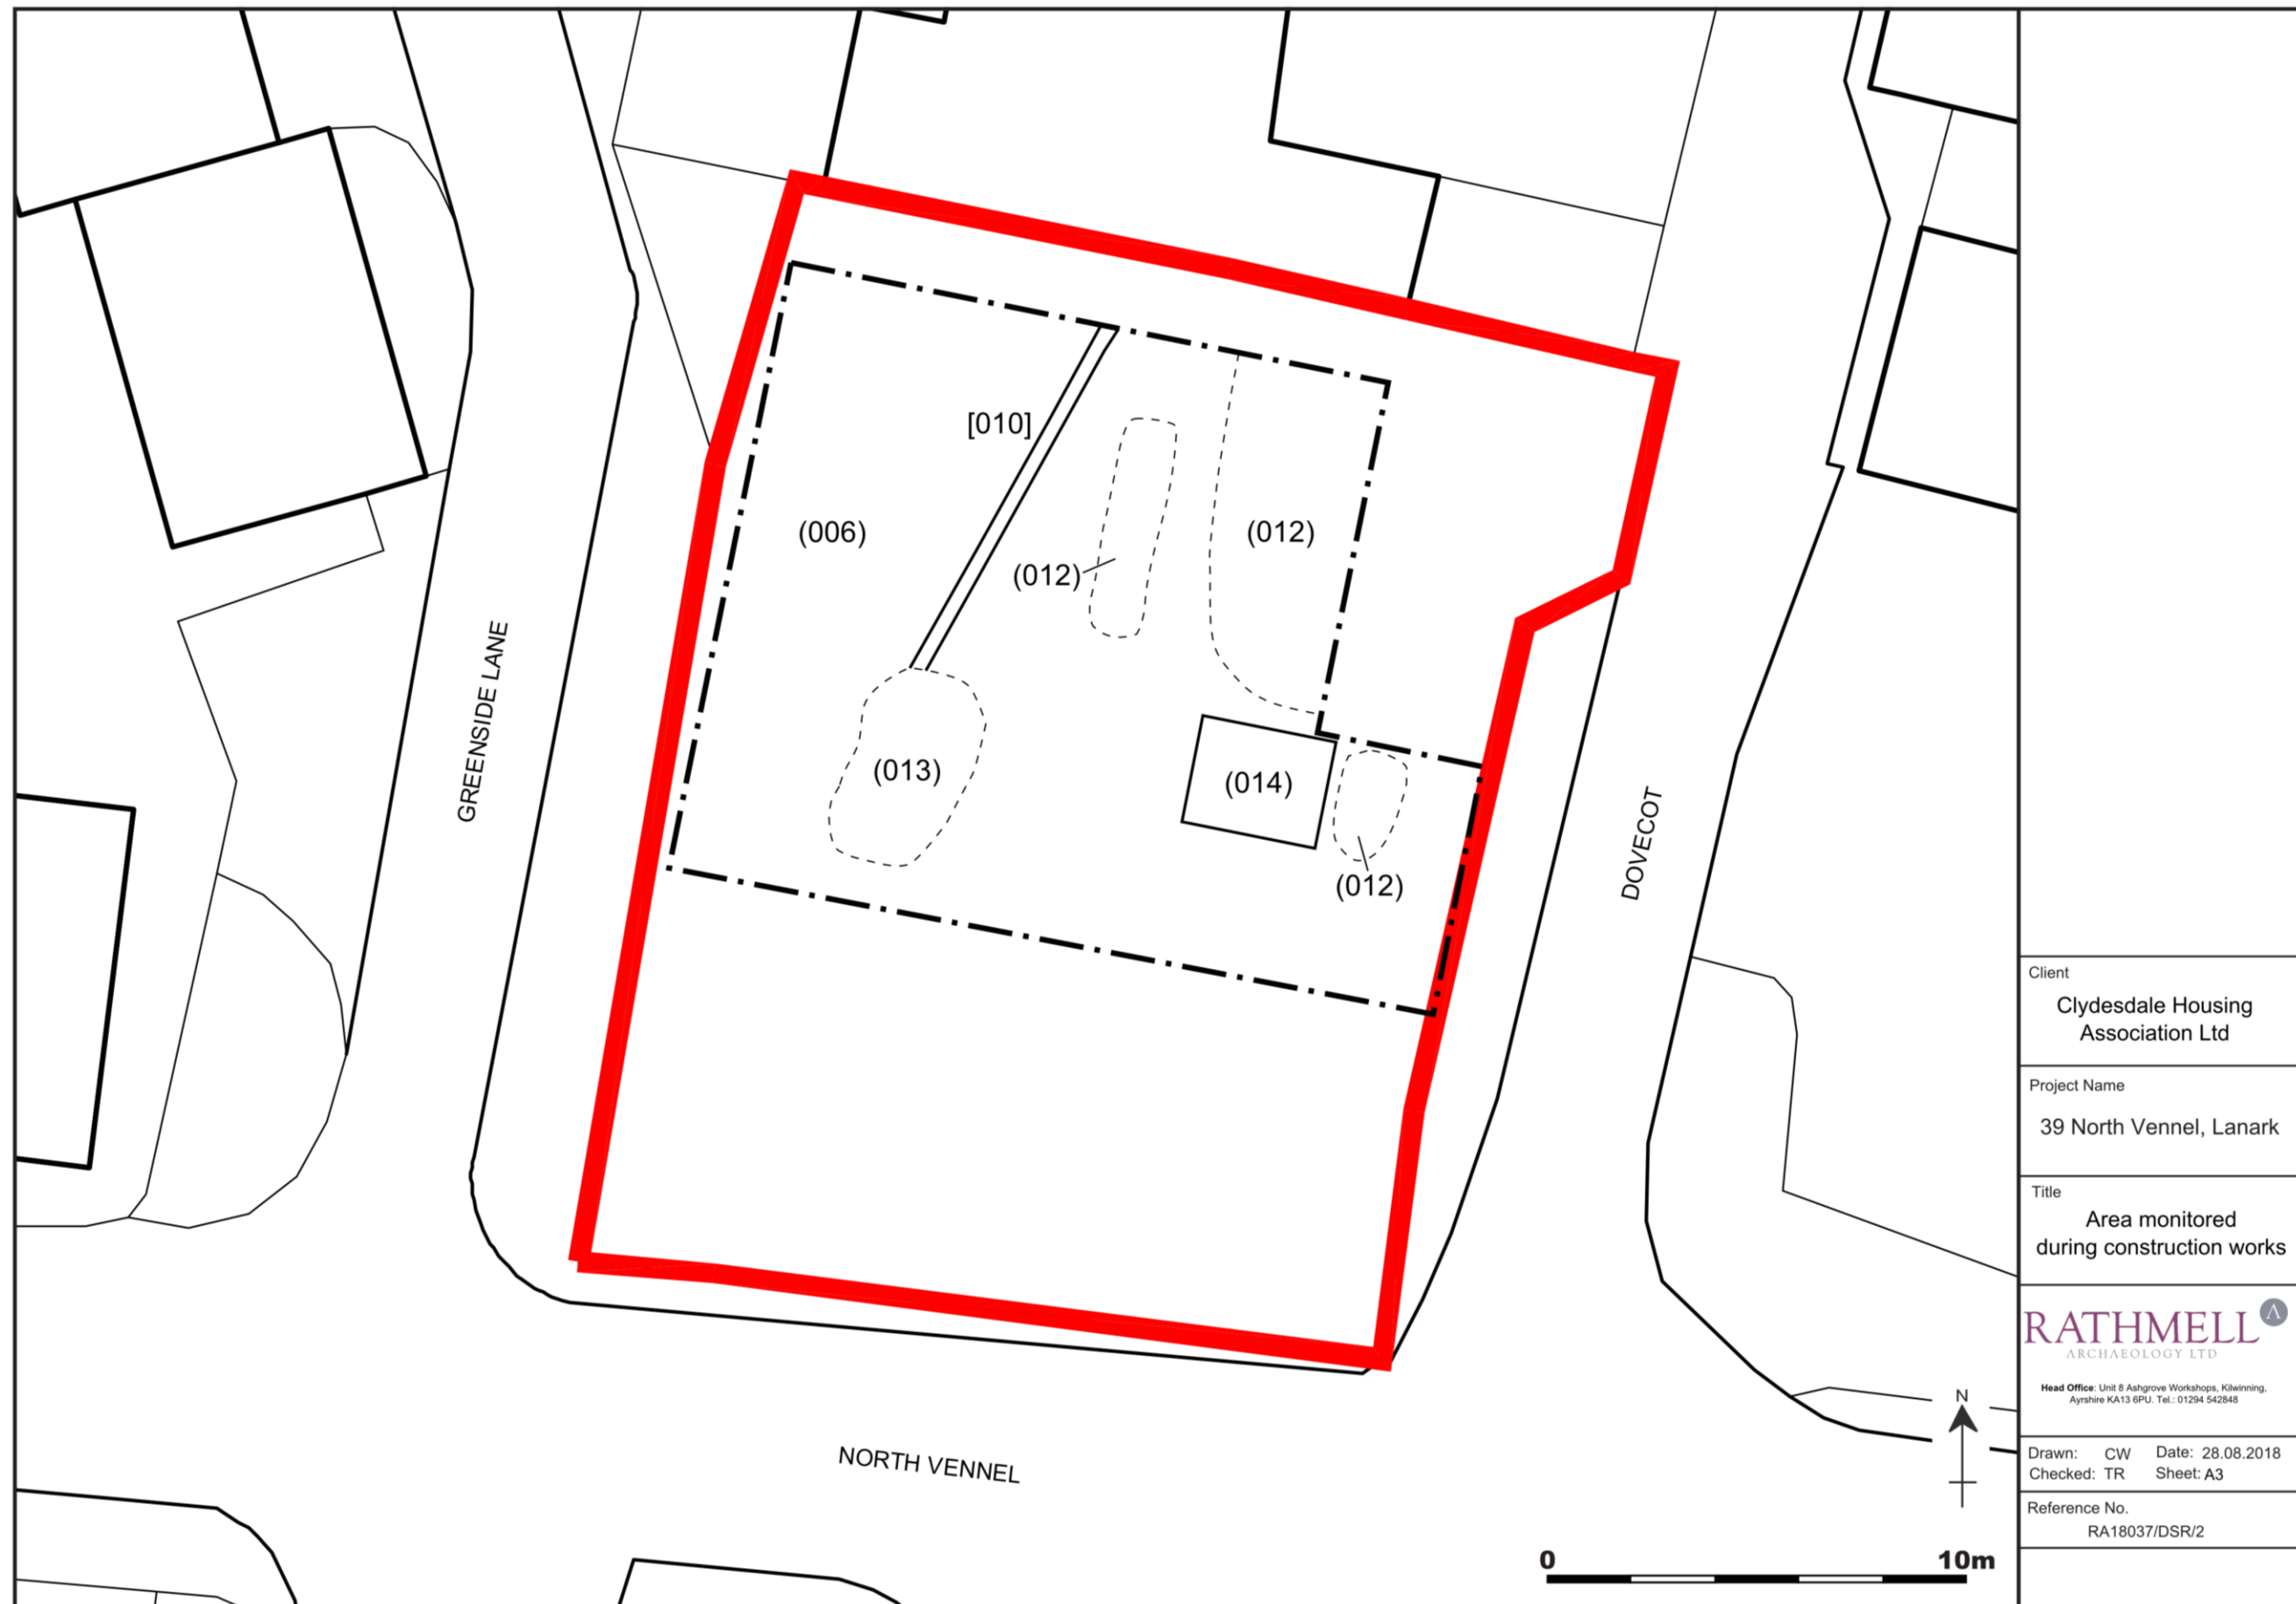 [010]
(006)
(012)
(012)
(013)
(014)
(012)
GREENSIDE LANE
DOVECOT
NORTH VENNEL
N
0 10m
Client
Clydesdale Housing
Association Ltd
Project Name
39 North Vennel, Lanark
Title
Area monitored
during construction works
RATHMELL
ARCHΛEOLOGY LTD
Head Office: Unit 8 Ashgrove Workshops, Kilwinning,
Ayrshire KA13 6PU. Tel.: 01294 542848
Drawn: CW Date: 28.08.2018
Checked: TR Sheet: A3
Reference No.
RA18037/DSR/2